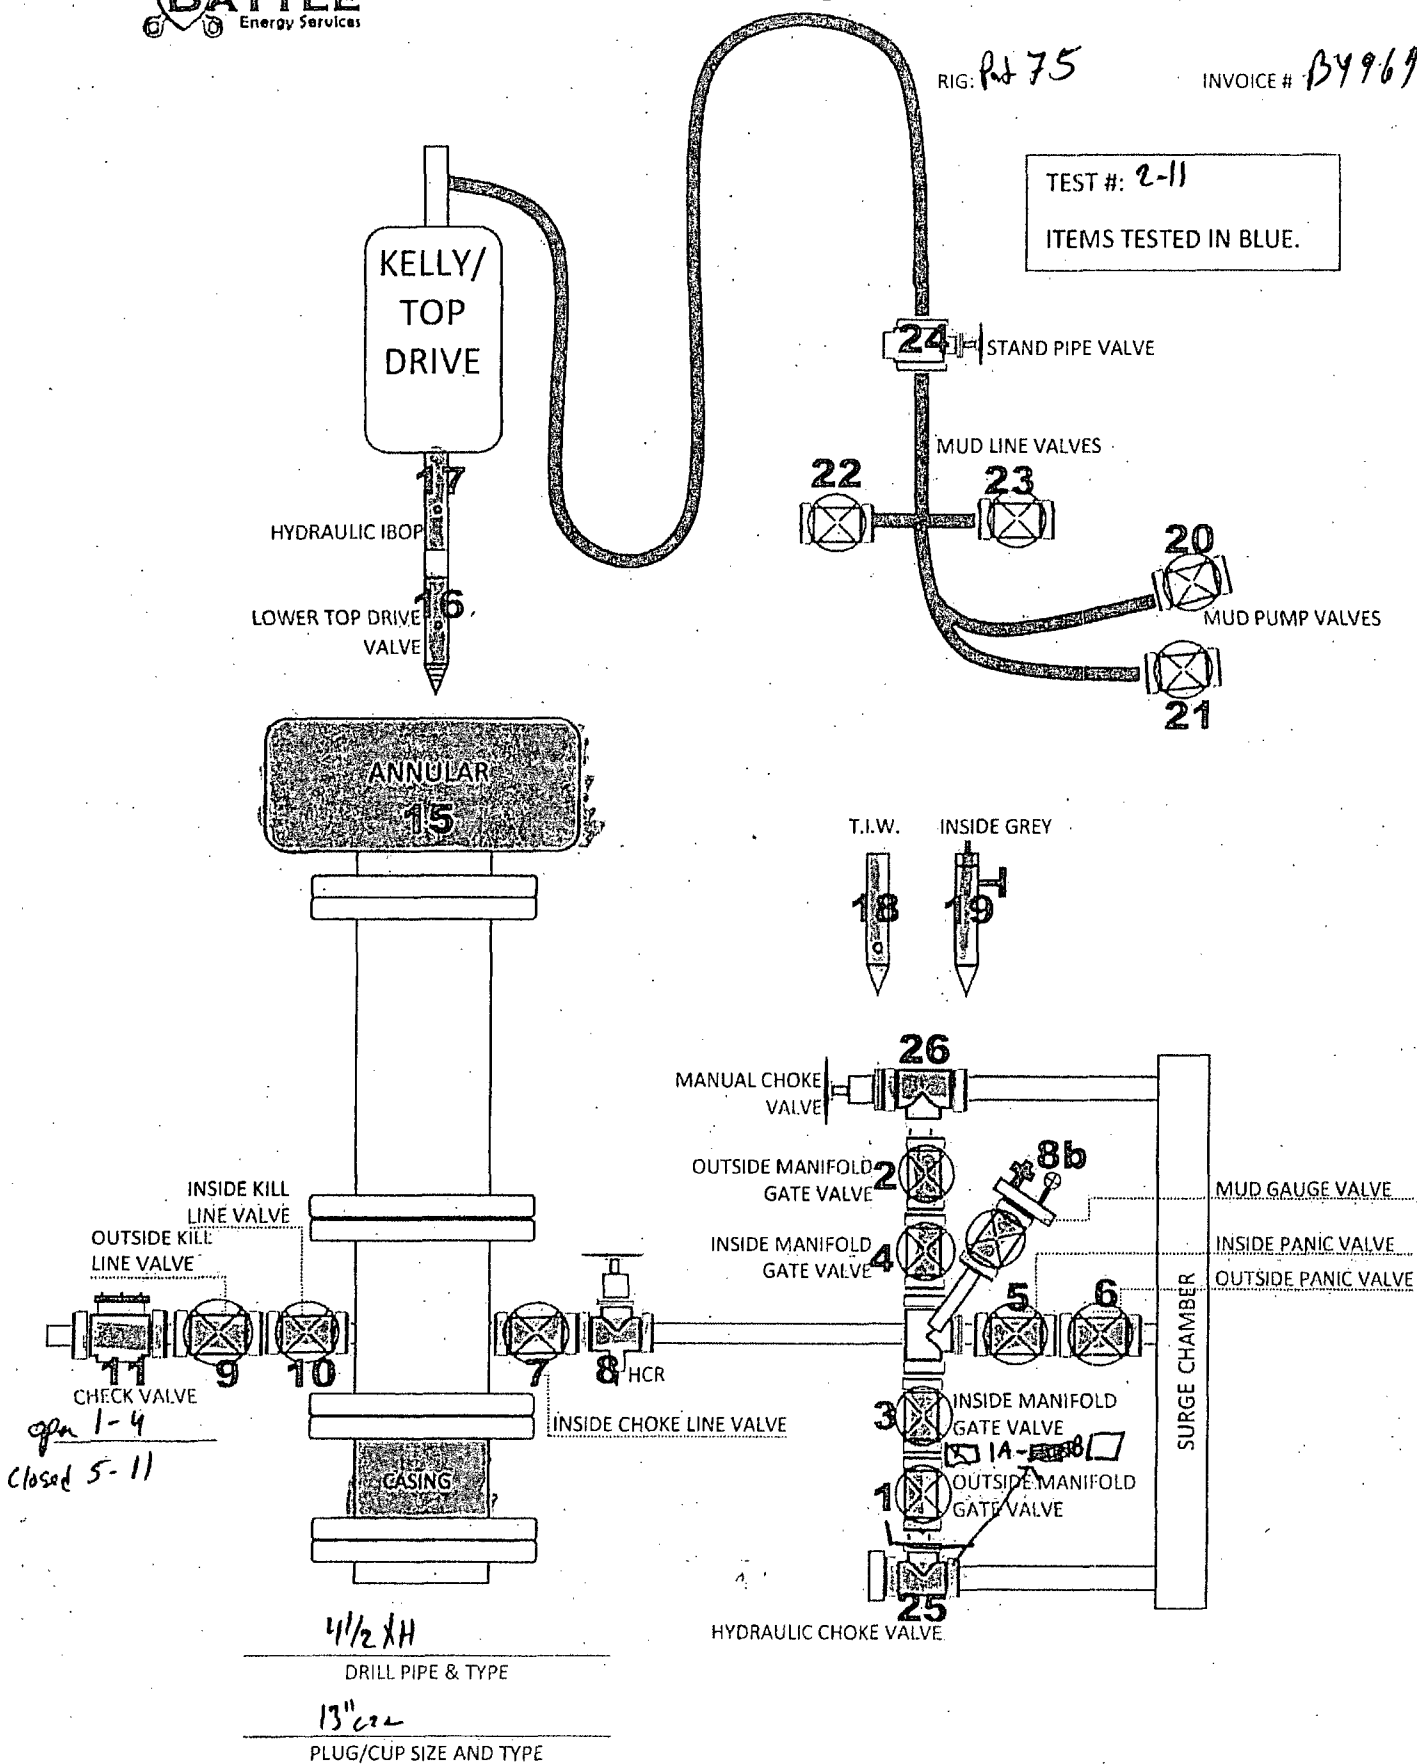 BATTLE
Energy Services
RIG: Pat 75
INVOICE #
TEST #: 2-11
ITEMS TESTED IN BLUE.
KELLY/
TOP
DRIVE
24
STAND PIPE VALVE
MUD LINE VALVES
22
23
17
HYDRAULIC IBOP
20
MUD PUMP VALVES
16
LOWER TOP DRIVE
VALVE
21
ANNULAR
15
T.I.W.
INSIDE GREY
18
19
26
MANUAL CHOKE
VALVE
OUTSIDE MANIFOLD
GATE VALVE
2
8b
MUD GAUGE VALVE
INSIDE KILL
LINE VALVE
OUTSIDE KILL
LINE VALVE
INSIDE MANIFOLD
GATE VALVE
4
INSIDE PANIC VALVE
OUTSIDE PANIC VALVE
5
6
SURGE CHAMBER
11
9
10
7
8
HCR
CHECK VALVE
open 1-4
Closed 5-11
INSIDE CHOKE LINE VALVE
3
INSIDE MANIFOLD
GATE VALVE
1A-
8
CASING
1
OUTSIDE MANIFOLD
GATE VALVE
25
HYDRAULIC CHOKE VALVE
4 1/2 XH
DRILL PIPE & TYPE
13"
PLUG/CUP SIZE AND TYPE